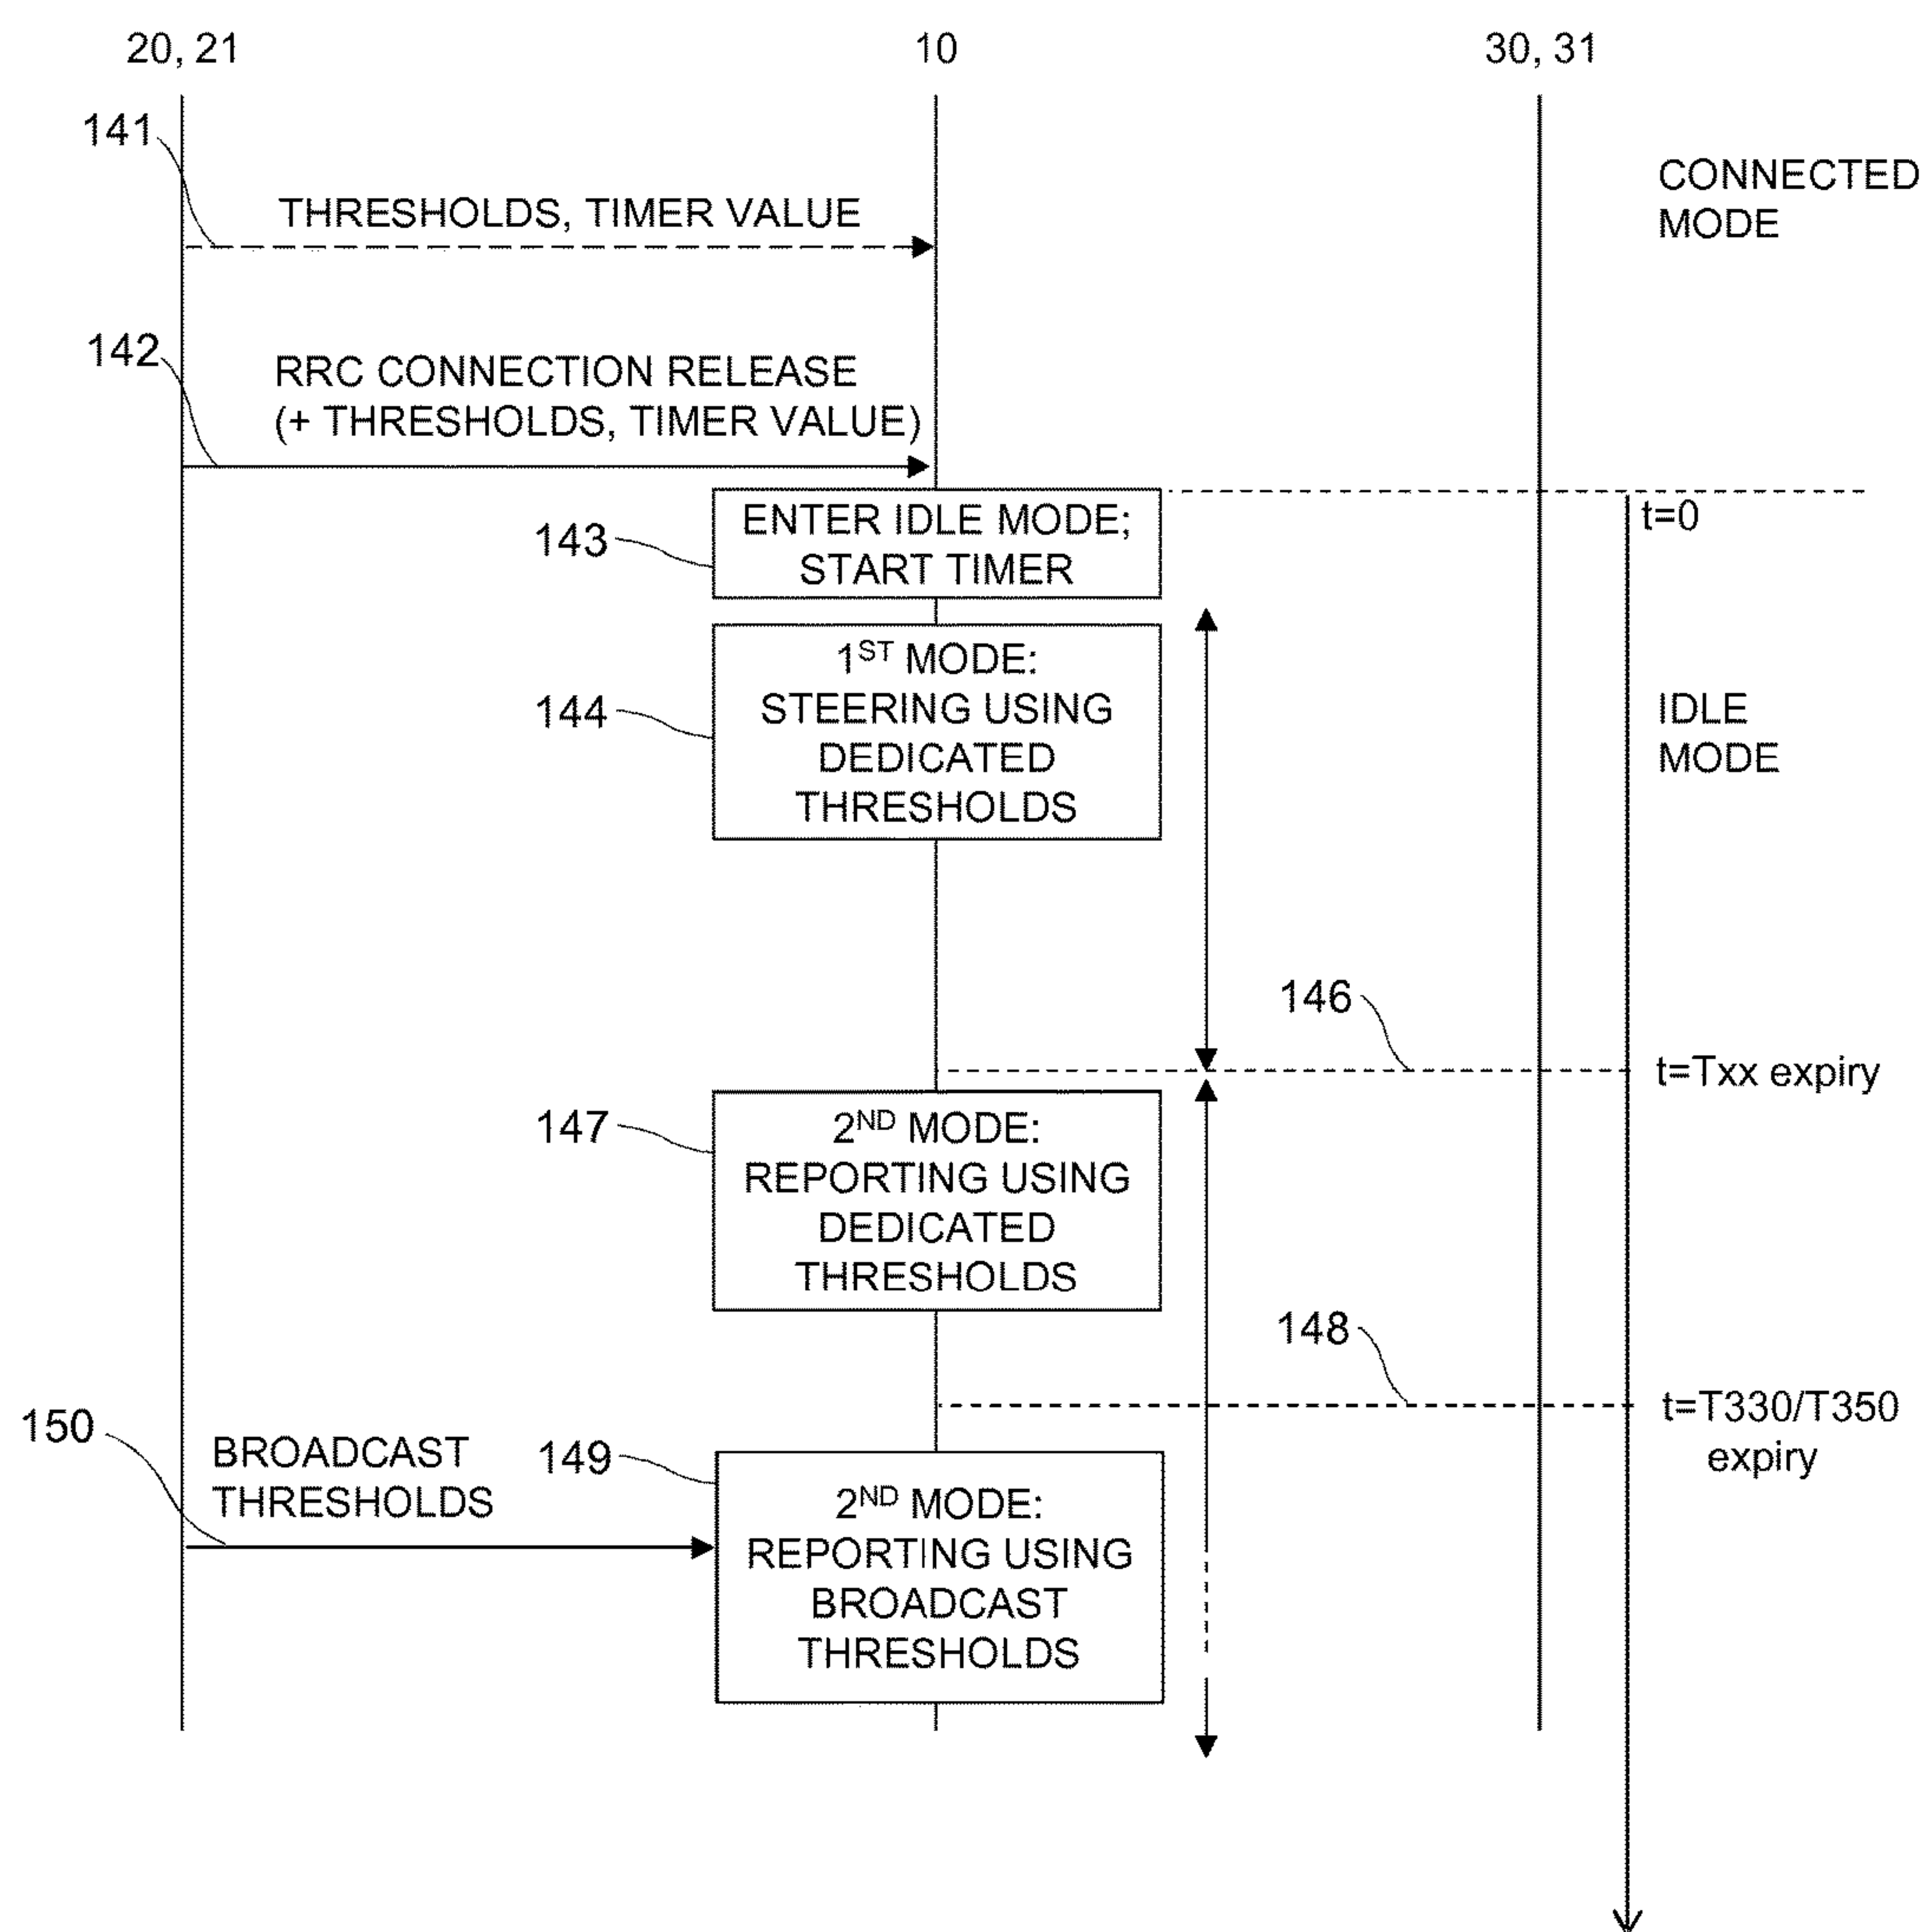 20, 21
10
30, 31
141
CONNECTED
MODE
THRESHOLDS, TIMER VALUE
142
RRC CONNECTION RELEASE
(+ THRESHOLDS, TIMER VALUE)
143
ENTER IDLE MODE;
START TIMER
t=0
144
1ST MODE:
STEERING USING
DEDICATED
THRESHOLDS
IDLE
MODE
146
t=Txx expiry
147
2ND MODE:
REPORTING USING
DEDICATED
THRESHOLDS
148
t=T330/T350
expiry
150
BROADCAST
THRESHOLDS
149
2ND MODE:
REPORTING USING
BROADCAST
THRESHOLDS